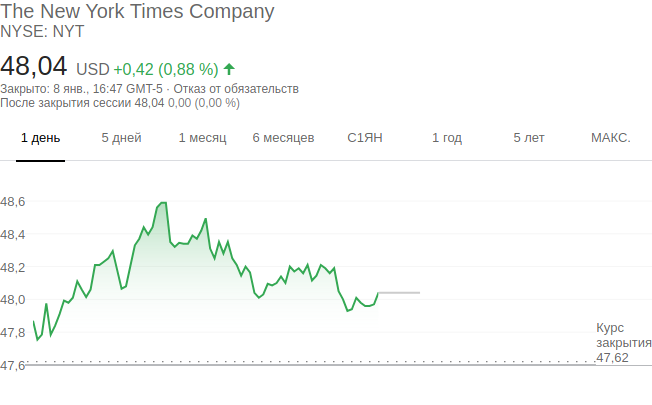 The New York Times Company
NYSE: NYT
48,04 USD +0,42 (0,88 %)
Закрыто: 8 янв., 16:47 GMT-5 · Отказ от обязательств
После закрытия сессии 48,04 0,00 (0,00 %)
1 день 5 дней 1 месяц 6 месяцев С1ЯН 1 год 5 лет МАКС.
48,6
48,4
48,2
48,0
47,8
47,6
Курс
закрытия
47,62